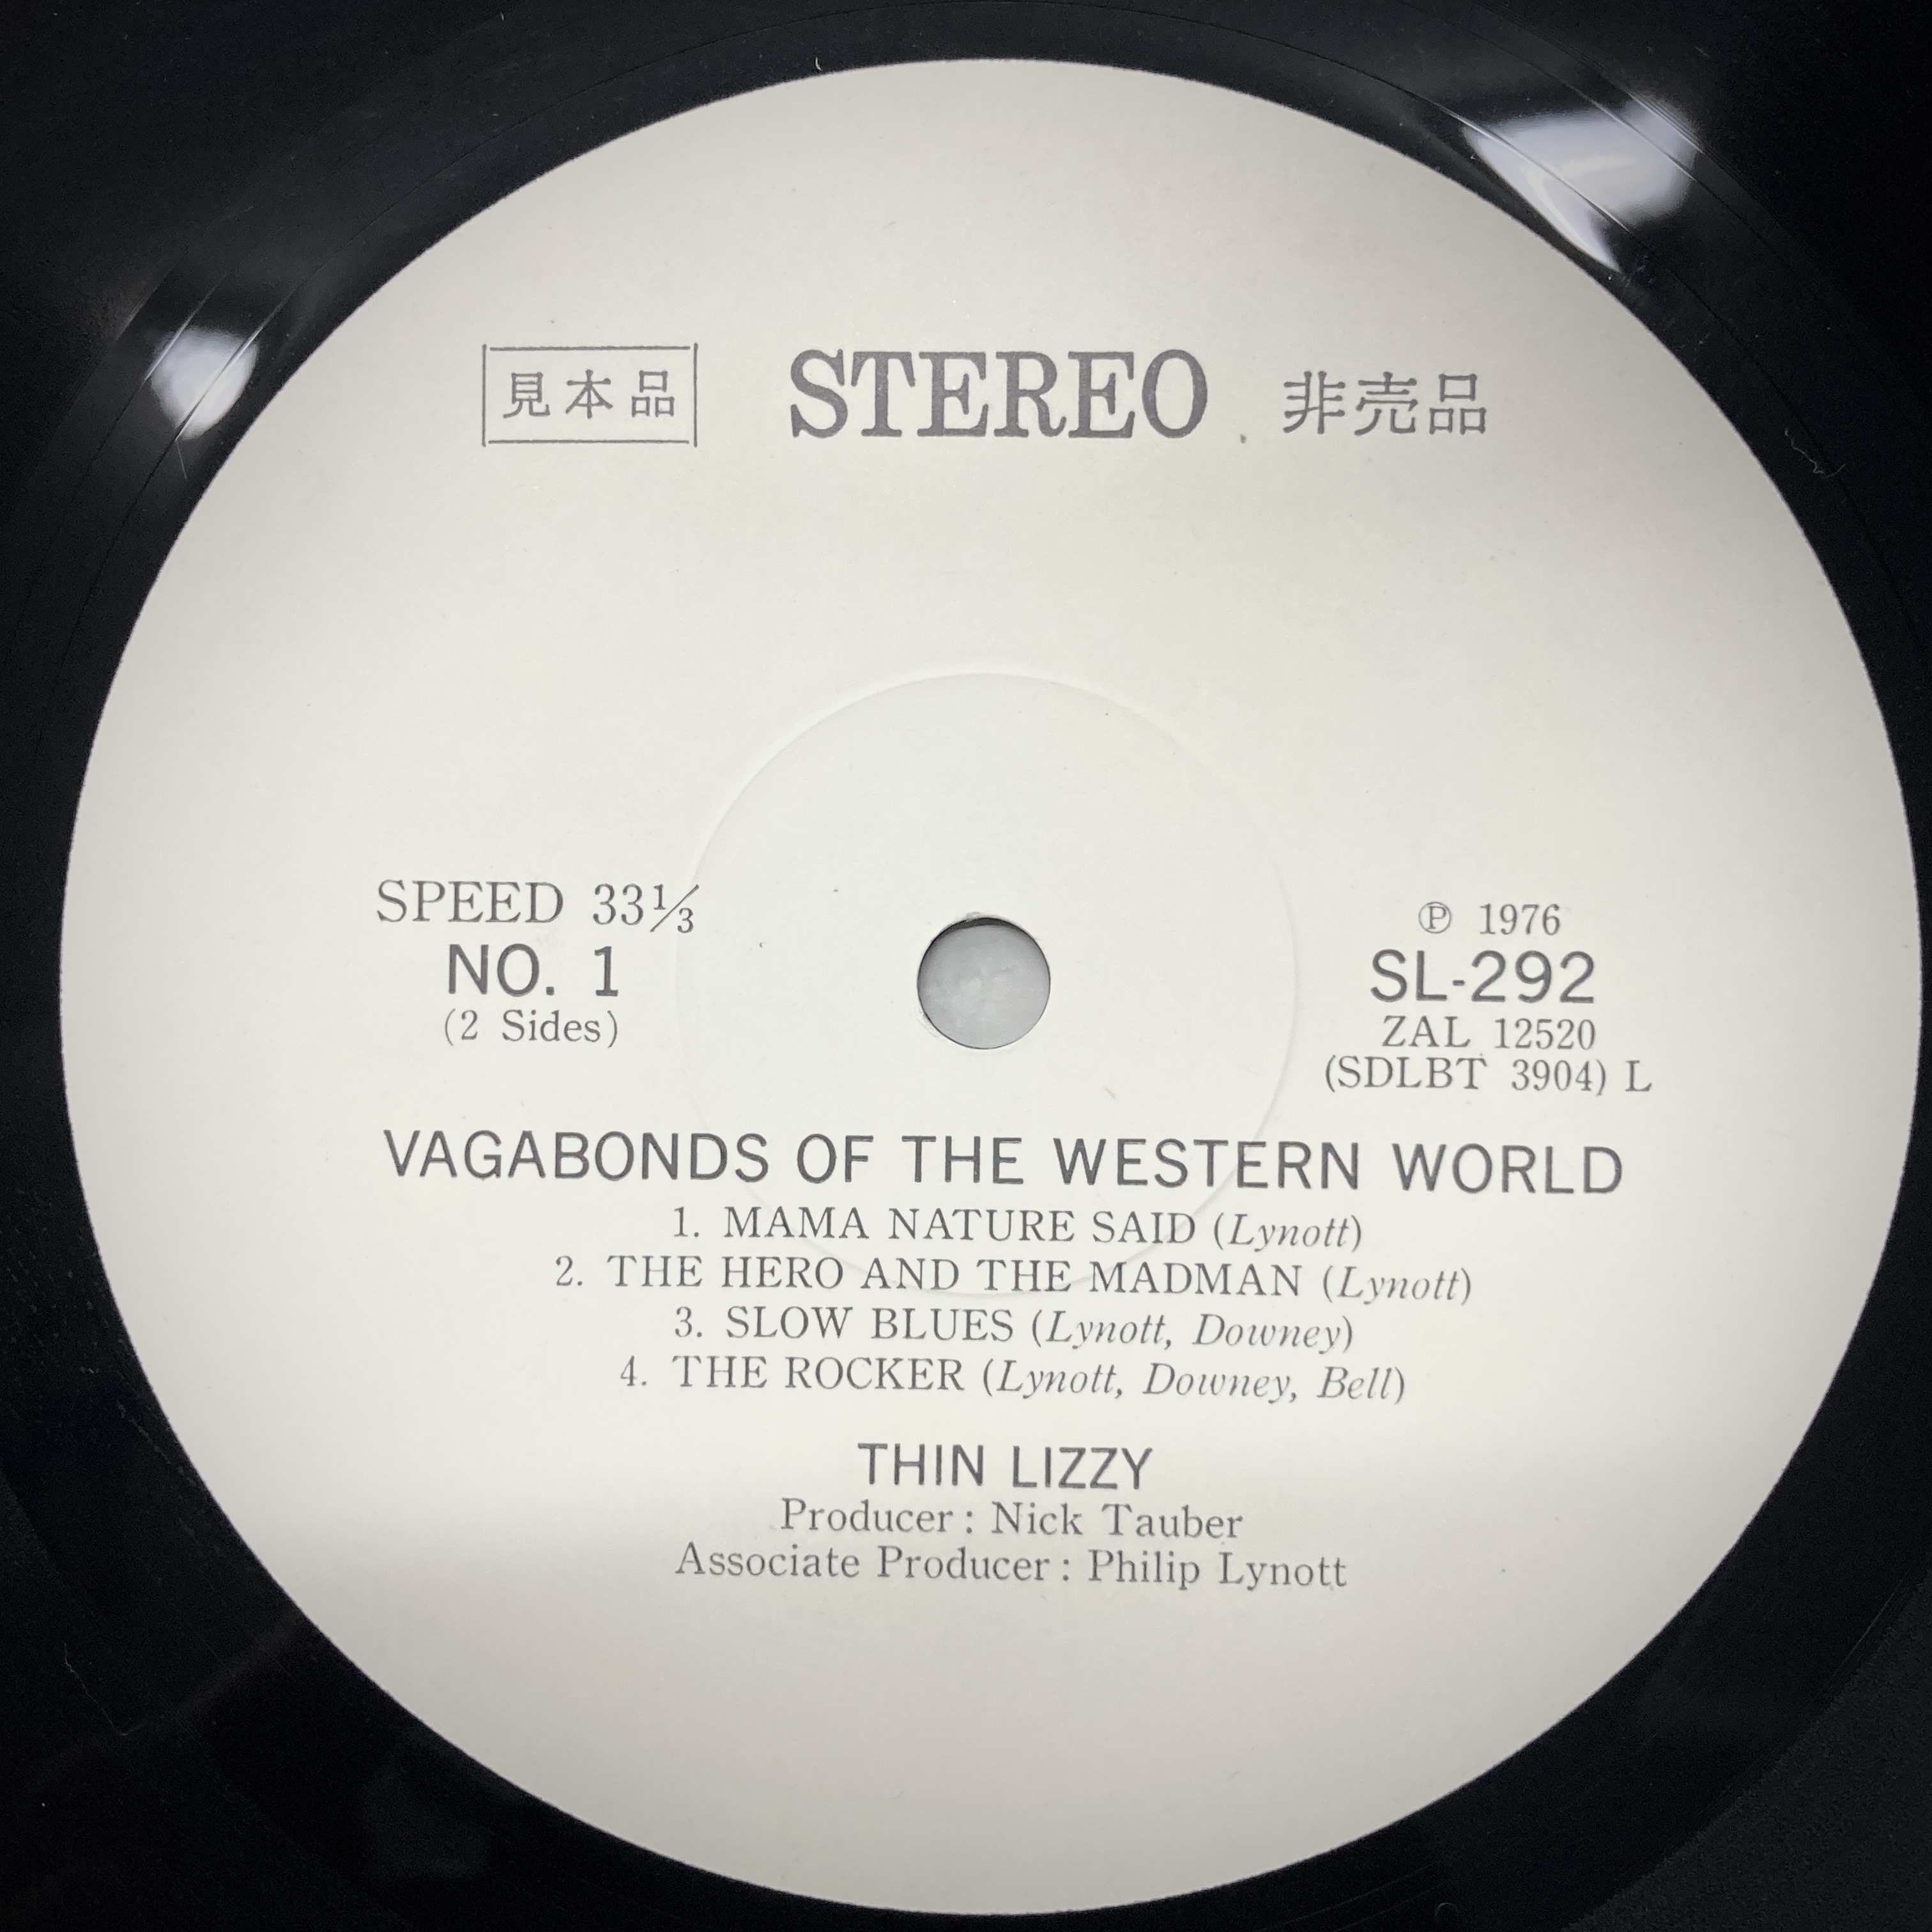 見本品 STEREO 非売品
SPEED 33⅓
NO. 1
(2 Sides)
Ⓟ 1976
SL-292
ZAL 12520
(SDLBT 3904) L
VAGABONDS OF THE WESTERN WORLD
1. MAMA NATURE SAID (Lynott)
2. THE HERO AND THE MADMAN (Lynott)
3. SLOW BLUES (Lynott, Downey)
4. THE ROCKER (Lynott, Downey, Bell)
THIN LIZZY
Producer : Nick Tauber
Associate Producer : Philip Lynott